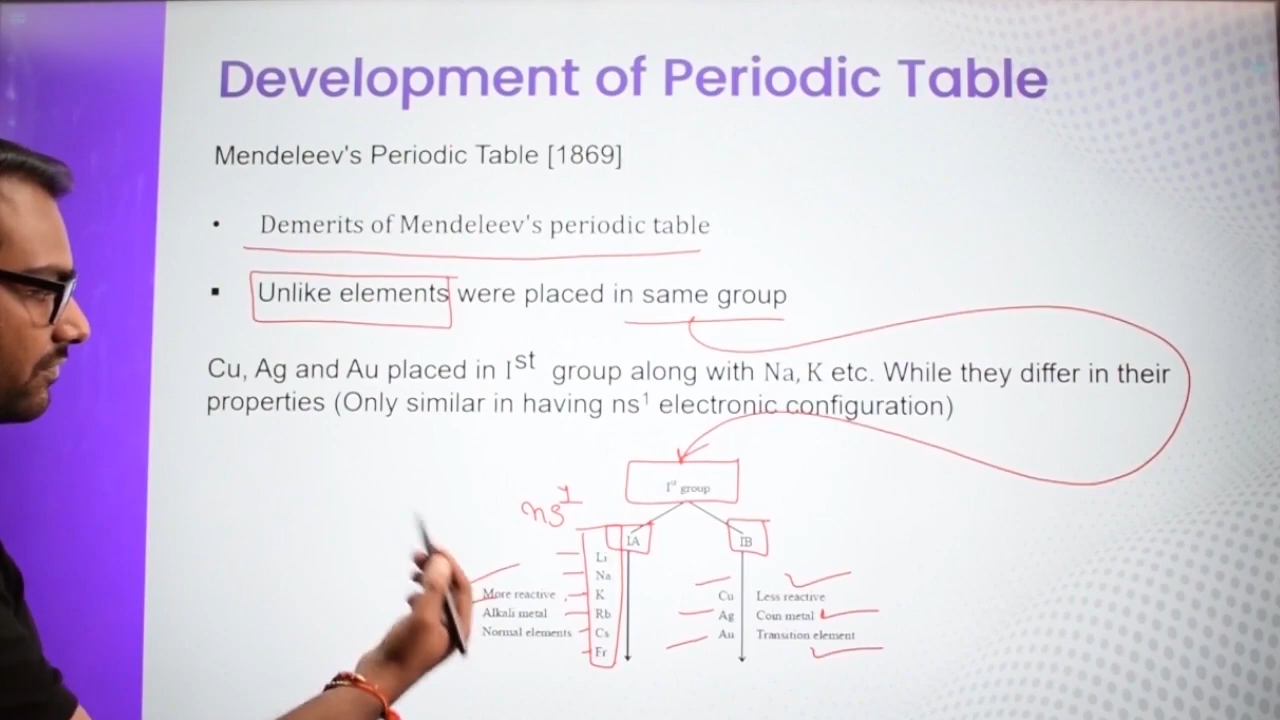 Development of Periodic Table
Mendeleev's Periodic Table [1869]
• Demerits of Mendeleev's periodic table
▪ Unlike elements were placed in same group
Cu, Ag and Au placed in Iˢᵗ group along with Na, K etc. While they differ in their
properties (Only similar in having ns¹ electronic configuration)
Iˢᵗ group
ns¹
IA
IB
Li
Na
More reactive K
Alkali metal Rb
Normal elements Cs
Fr
Cu Less reactive
Ag Coin metal
Au Transition element